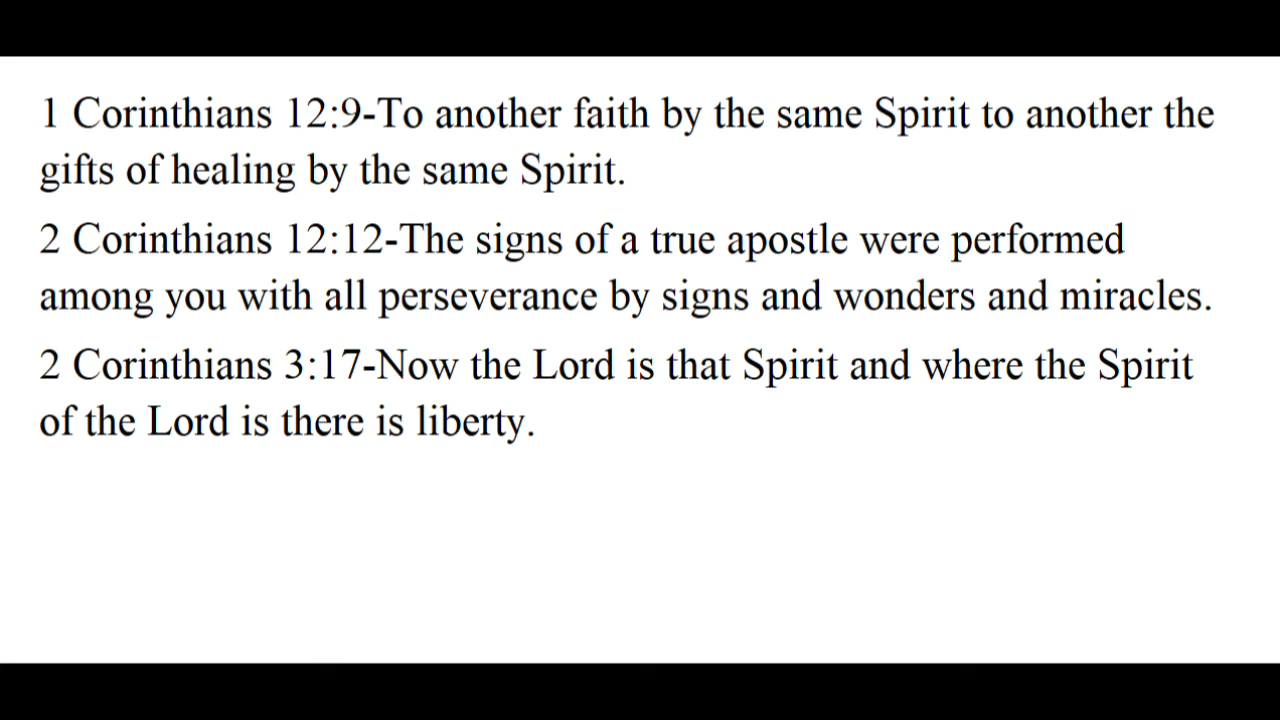 1 Corinthians 12:9-To another faith by the same Spirit to another the
gifts of healing by the same Spirit.
2 Corinthians 12:12-The signs of a true apostle were performed
among you with all perseverance by signs and wonders and miracles.
2 Corinthians 3:17-Now the Lord is that Spirit and where the Spirit
of the Lord is there is liberty.